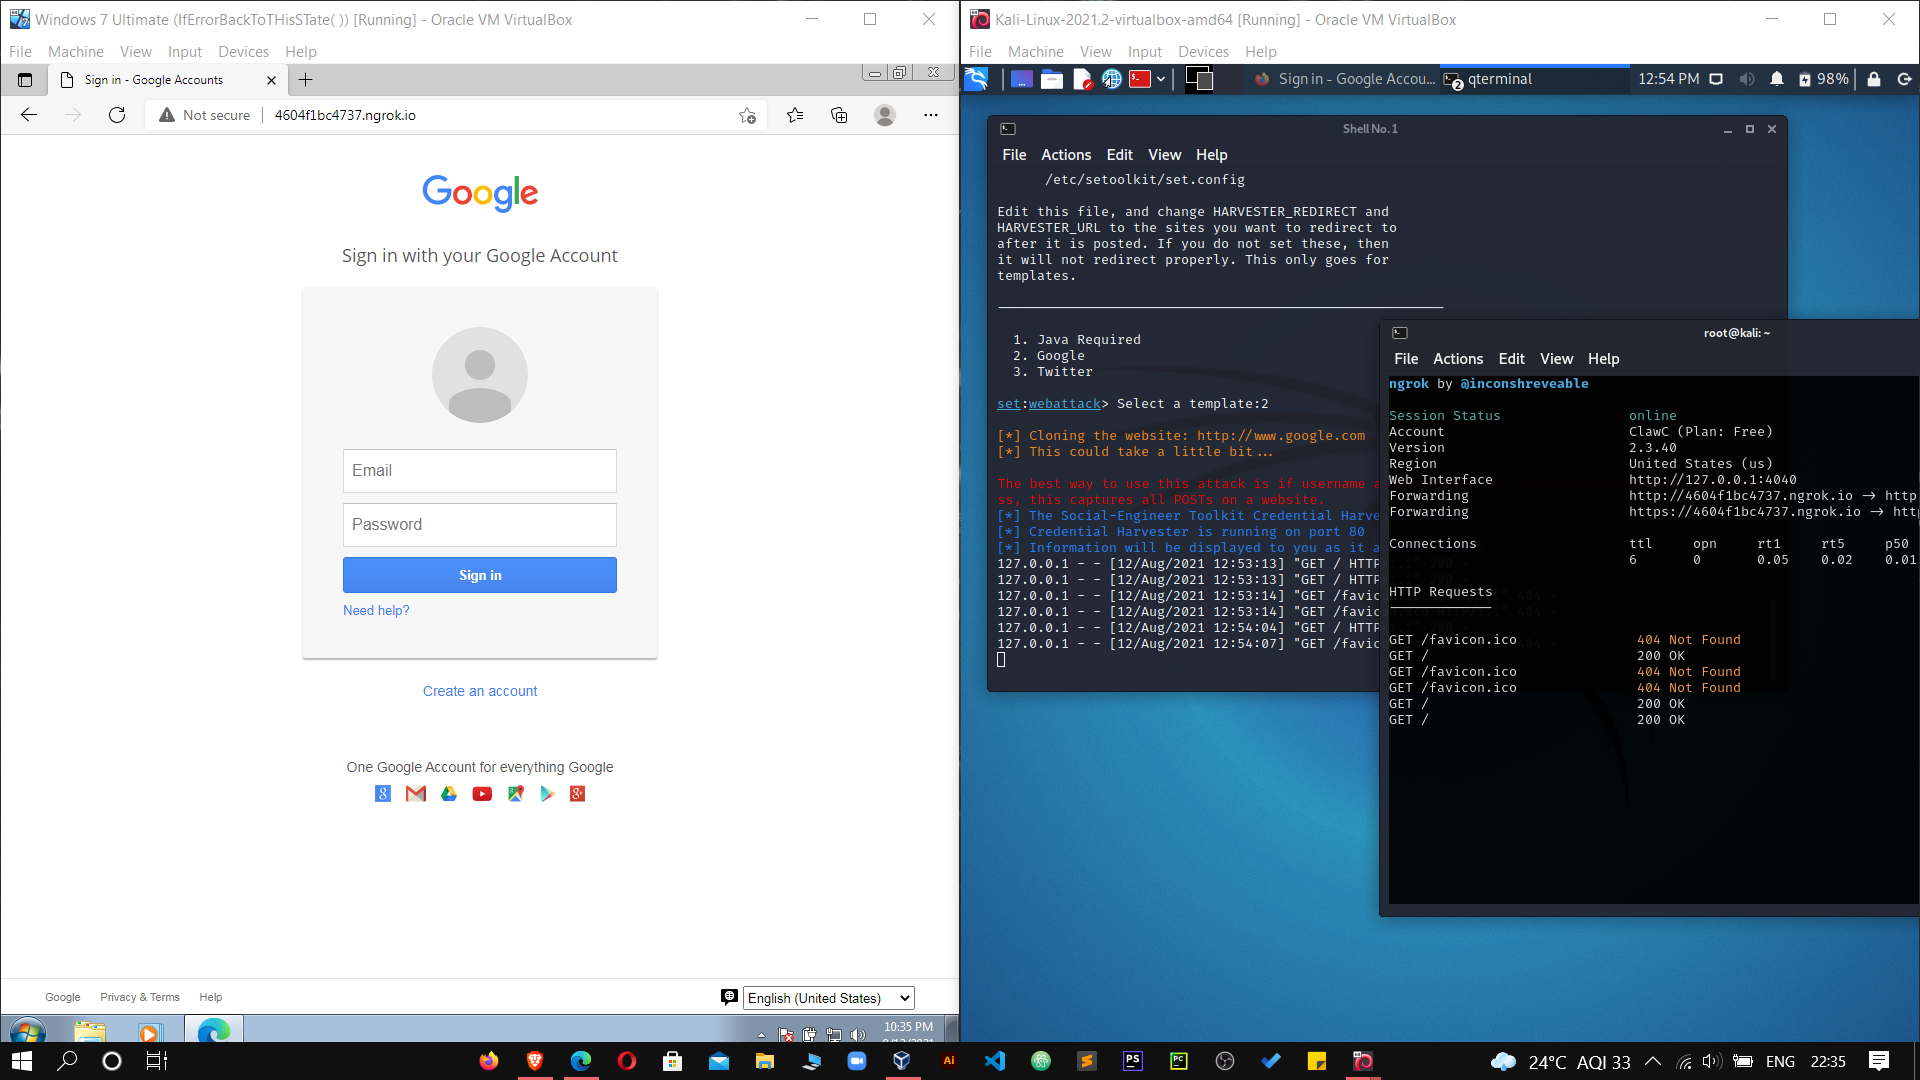 Windows 7 Ultimate (IfErrorBackToTHisSTate( )) [Running] - Oracle VM VirtualBox
File Machine View Input Devices Help
Sign in - Google Accounts
Not secure 4604f1bc4737.ngrok.io
Google
Sign in with your Google Account
Email
Password
Sign in
Need help?
Create an account
One Google Account for everything Google
Google Privacy & Terms Help
English (United States)
10:35 PM
Kali-Linux-2021.2-virtualbox-amd64 [Running] - Oracle VM VirtualBox
File Machine View Input Devices Help
Sign in - Google Accou...
2 qterminal
12:54 PM
98%
Shell No. 1
File Actions Edit View Help
/etc/setoolkit/set.config
Edit this file, and change HARVESTER_REDIRECT and
HARVESTER_URL to the sites you want to redirect to
after it is posted. If you do not set these, then
it will not redirect properly. This only goes for
templates.
1. Java Required
2. Google
3. Twitter
set:webattack> Select a template:2
[*] Cloning the website: http://www.google.com
[*] This could take a little bit...
The best way to use this attack is if username a
ss, this captures all POSTs on a website.
[*] The Social-Engineer Toolkit Credential Harve
[*] Credential Harvester is running on port 80
[*] Information will be displayed to you as it a
127.0.0.1 - - [12/Aug/2021 12:53:13] "GET / HTTP
127.0.0.1 - - [12/Aug/2021 12:53:13] "GET / HTTP
127.0.0.1 - - [12/Aug/2021 12:53:14] "GET /favic
127.0.0.1 - - [12/Aug/2021 12:53:14] "GET /favic
127.0.0.1 - - [12/Aug/2021 12:54:04] "GET / HTTP
127.0.0.1 - - [12/Aug/2021 12:54:07] "GET /favic
root@kali: ~
File Actions Edit View Help
ngrok by @inconshreveable
Session Status online
Account ClawC (Plan: Free)
Version 2.3.40
Region United States (us)
Web Interface http://127.0.0.1:4040
Forwarding http://4604f1bc4737.ngrok.io -> http
Forwarding https://4604f1bc4737.ngrok.io -> htt
Connections ttl opn rt1 rt5 p50
6 0 0.05 0.02 0.01
HTTP Requests
GET /favicon.ico 404 Not Found
GET / 200 OK
GET /favicon.ico 404 Not Found
GET /favicon.ico 404 Not Found
GET / 200 OK
GET / 200 OK
24°C AQI 33 ENG 22:35